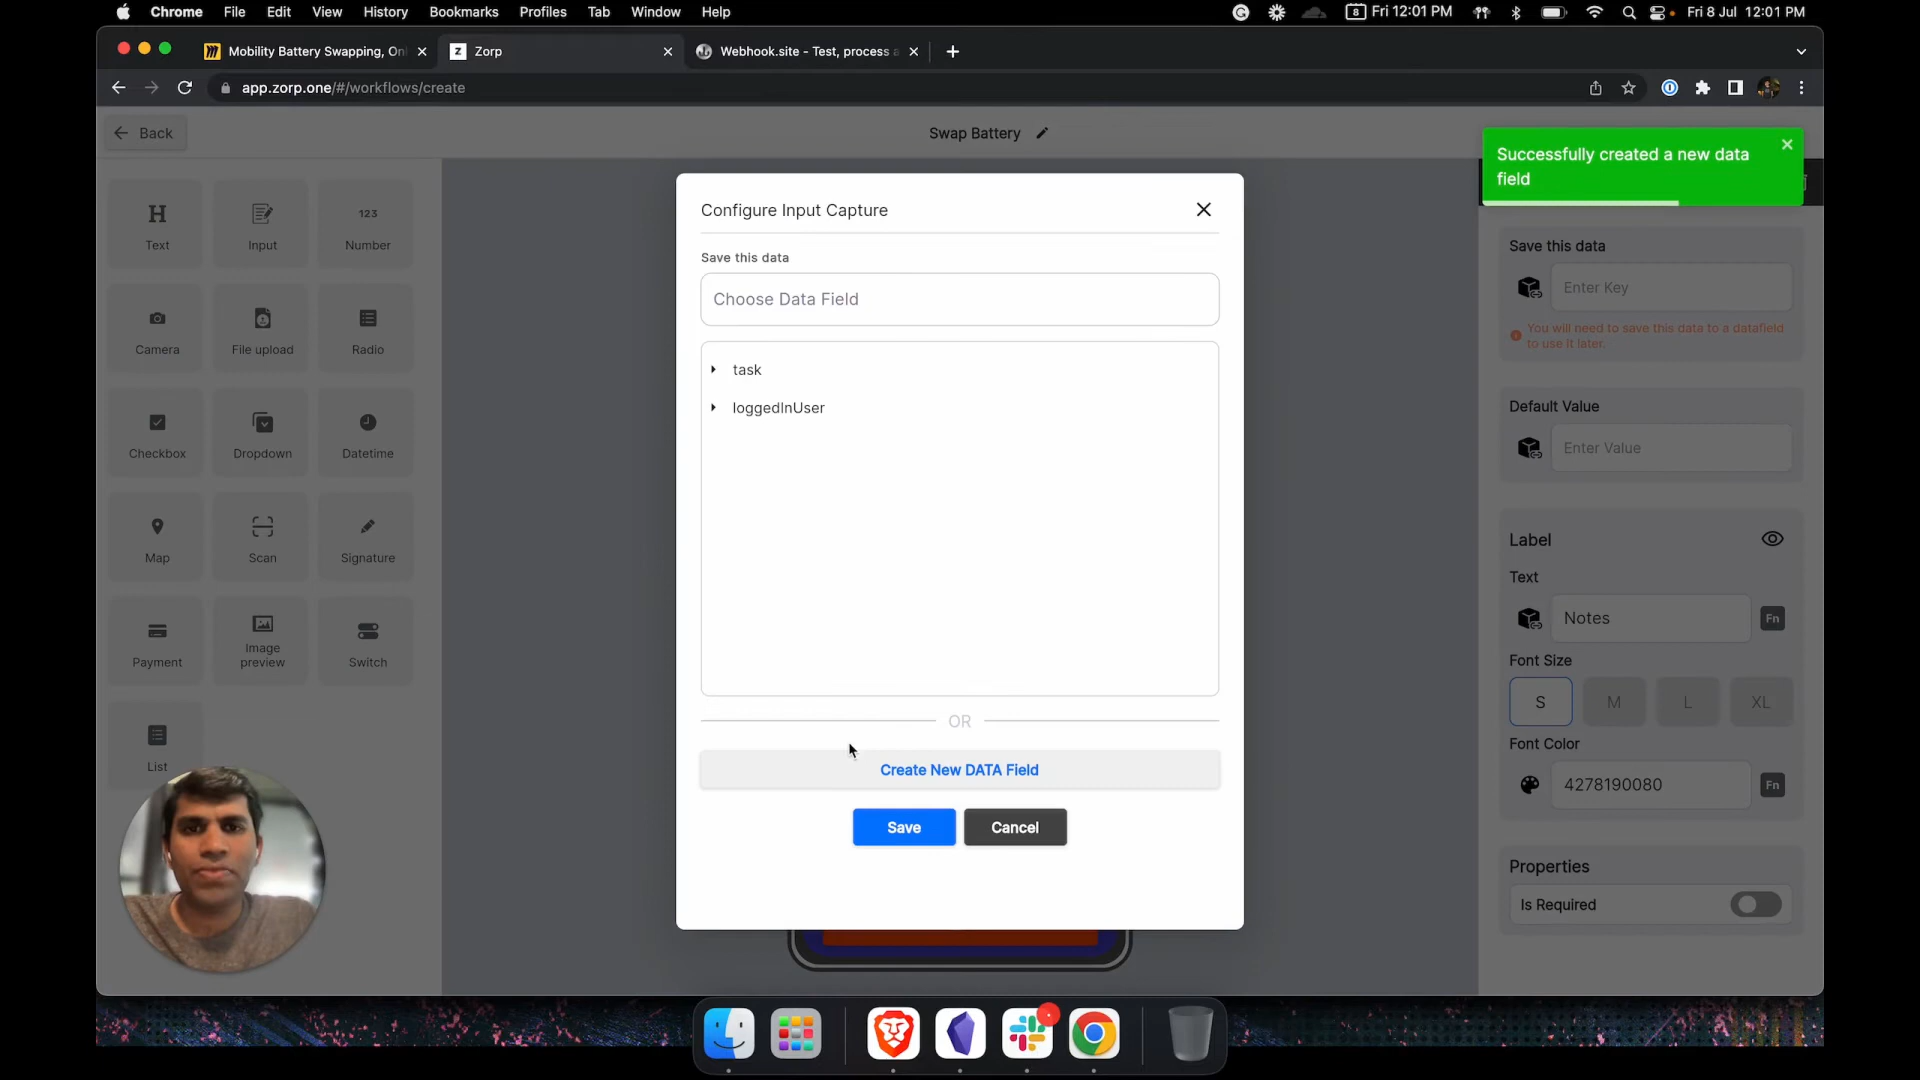 Chrome File Edit View History Bookmarks Profiles Tab Window Help
8 Fri 12:01 PM Fri 8 Jul 12:01 PM
Mobility Battery Swapping, Onl
Z Zorp
Webhook.site - Test, process a
app.zorp.one/#/workflows/create
Back
Swap Battery
Successfully created a new data
field
Configure Input Capture
Save this data
Choose Data Field
task
loggedInUser
OR
Create New DATA Field
Save Cancel
H
Text
Input
123
Number
Camera
File upload
Radio
Checkbox
Dropdown
Datetime
Map
Scan
Signature
Payment
Image
preview
Switch
List
Save this data
Enter Key
You will need to save this data to a datafield
to use it later.
Default Value
Enter Value
Label
Text
Notes Fn
Font Size
S M L XL
Font Color
4278190080 Fn
Properties
Is Required